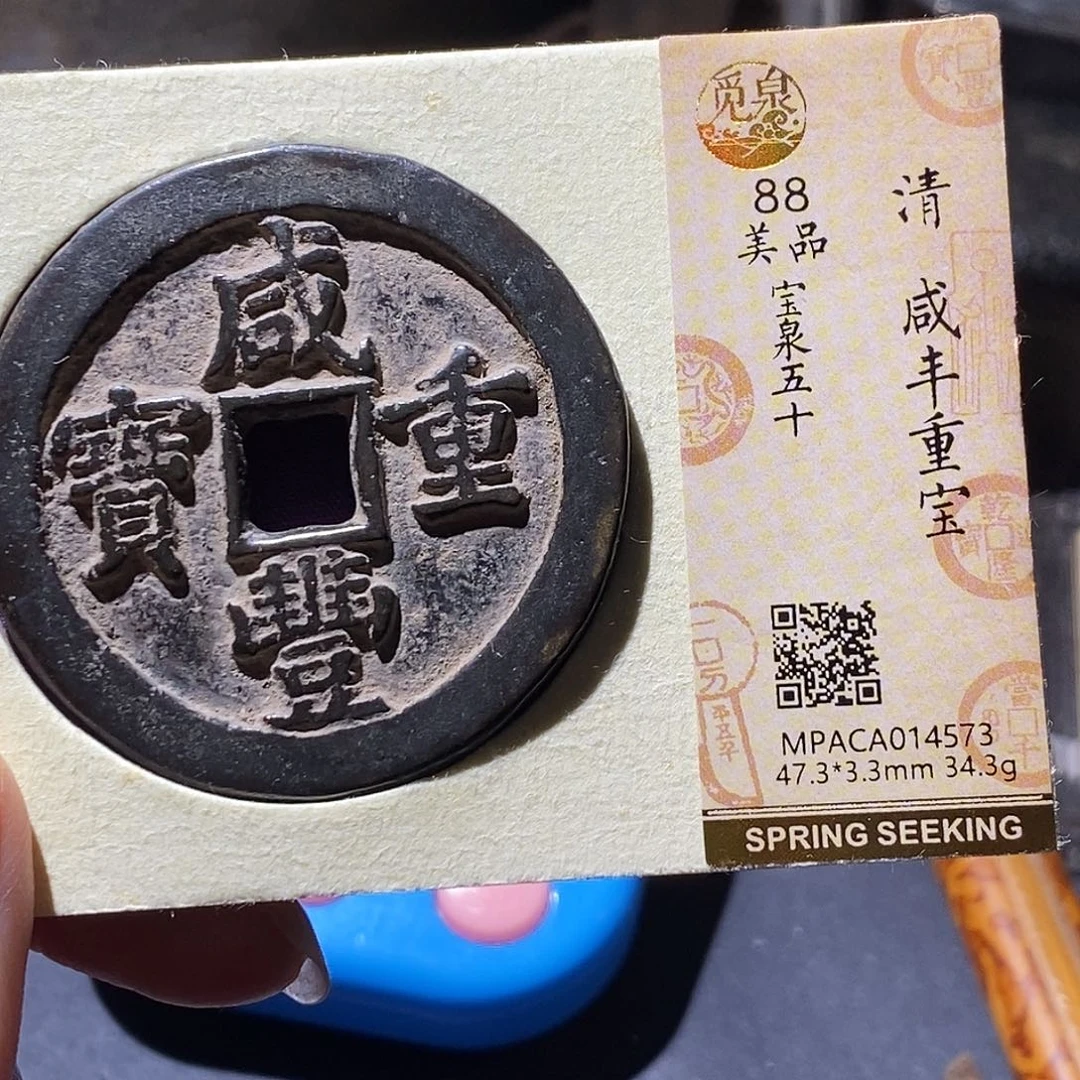 咸
重
寶
豐
觅泉
88
美品
宝泉五十
清 咸丰重宝
MPACA014573
47.3*3.3mm 34.3g
SPRING SEEKING